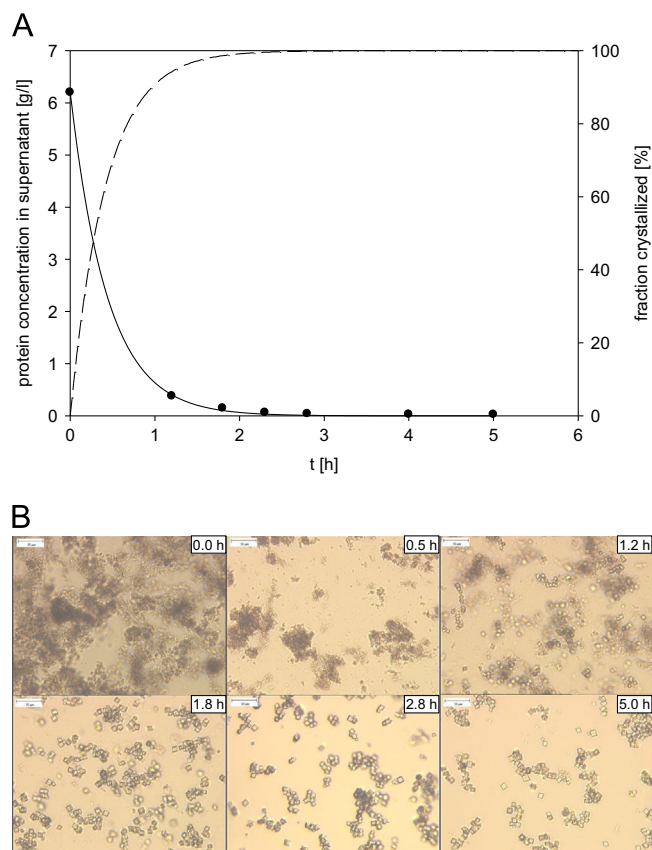 A
protein concentration in supernatant [g/l]
7
6
5
4
3
2
1
0
0 1 2 3 4 5 6
t [h]
100
80
60
40
20
0
fraction crystallized [%]
B
0.0 h
0.5 h
1.2 h
1.8 h
2.8 h
5.0 h